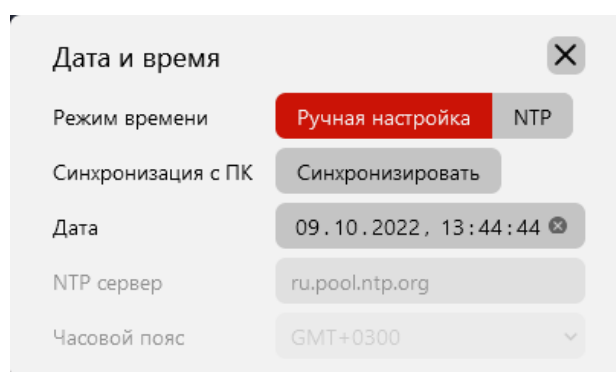 Дата и время
Режим времени Ручная настройка NTP
Синхронизация с ПК Синхронизировать
Дата 09.10.2022, 13:44:44
NTP сервер ru.pool.ntp.org
Часовой пояс GMT+0300